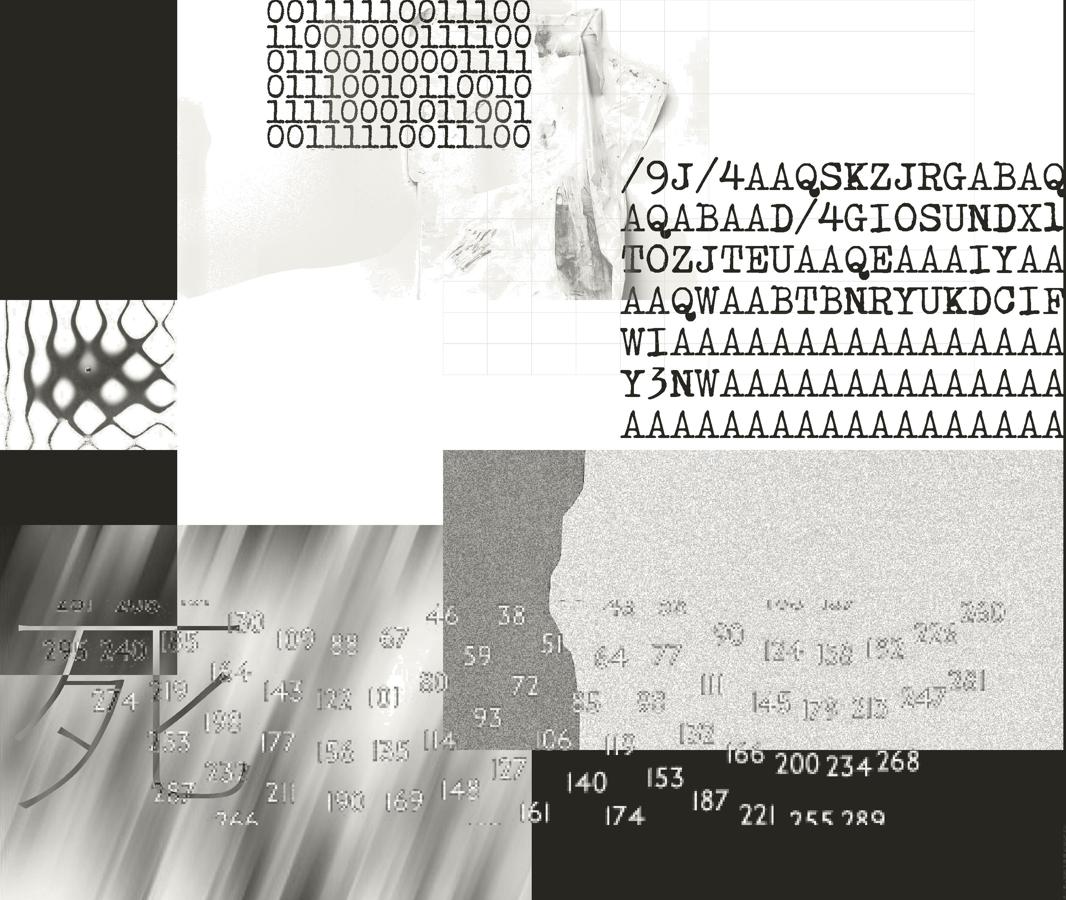 00111110011100
11001000111100
01100100001111
01110010110010
11110001011001
00111110011100
/9J/4AAQSKZJRGABAQ
AQABAAD/4GIOSUNDX1
TOZJTEUAAQEAAAIYAA
AAQWAABTBNRYUKDCIF
WIAAAAAAAAAAAAAAAA
Y3NWAAAAAAAAAAAAAA
AAAAAAAAAAAAAAAAAA
死
130 46 38 260
295 240 185 109 88 67 51 90 226
164 59 64 77 124 158 192
274 219 143 122 101 80 72 111 247 281
198 93 85 98 145 179 213
253 177 156 135 114 106 119 132
232 127 140 153 166 200 234 268
287 211 190 169 148 161 174 187 221 255 289
266